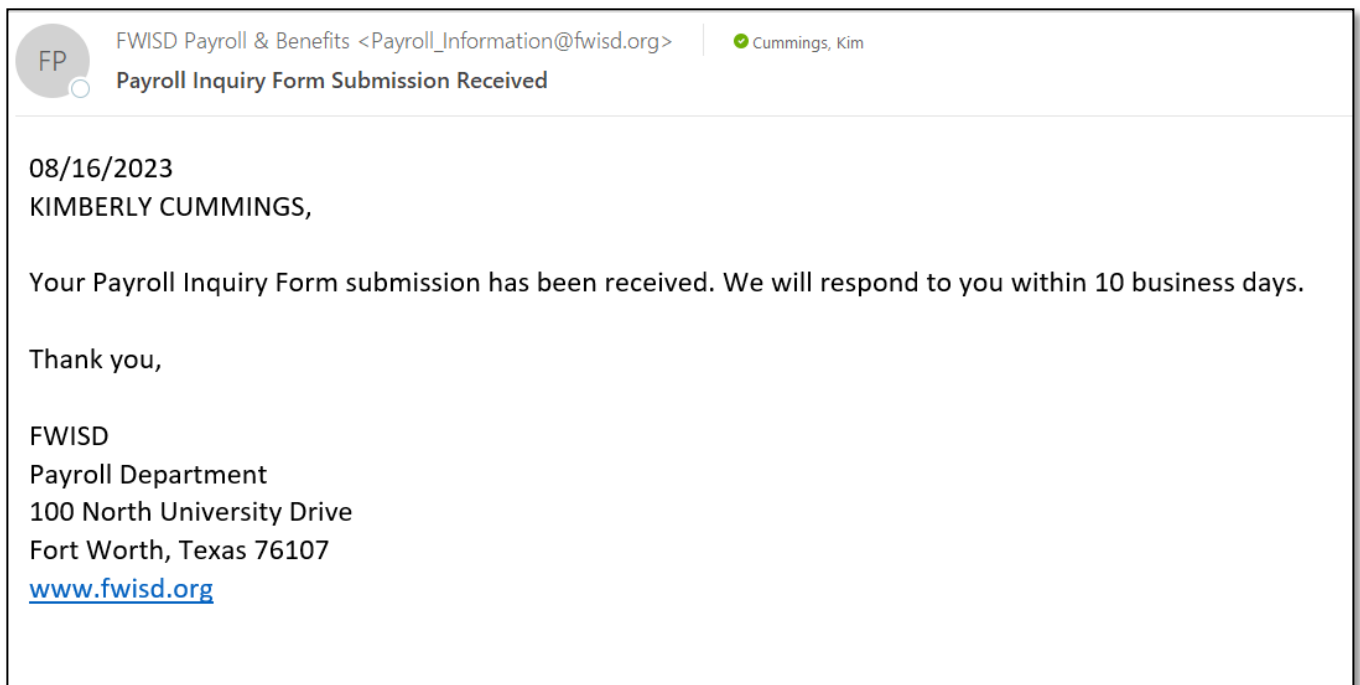 FP
FWISD Payroll & Benefits <Payroll_Information@fwisd.org>
Cummings, Kim
Payroll Inquiry Form Submission Received
08/16/2023
KIMBERLY CUMMINGS,
Your Payroll Inquiry Form submission has been received. We will respond to you within 10 business days.
Thank you,
FWISD
Payroll Department
100 North University Drive
Fort Worth, Texas 76107
www.fwisd.org